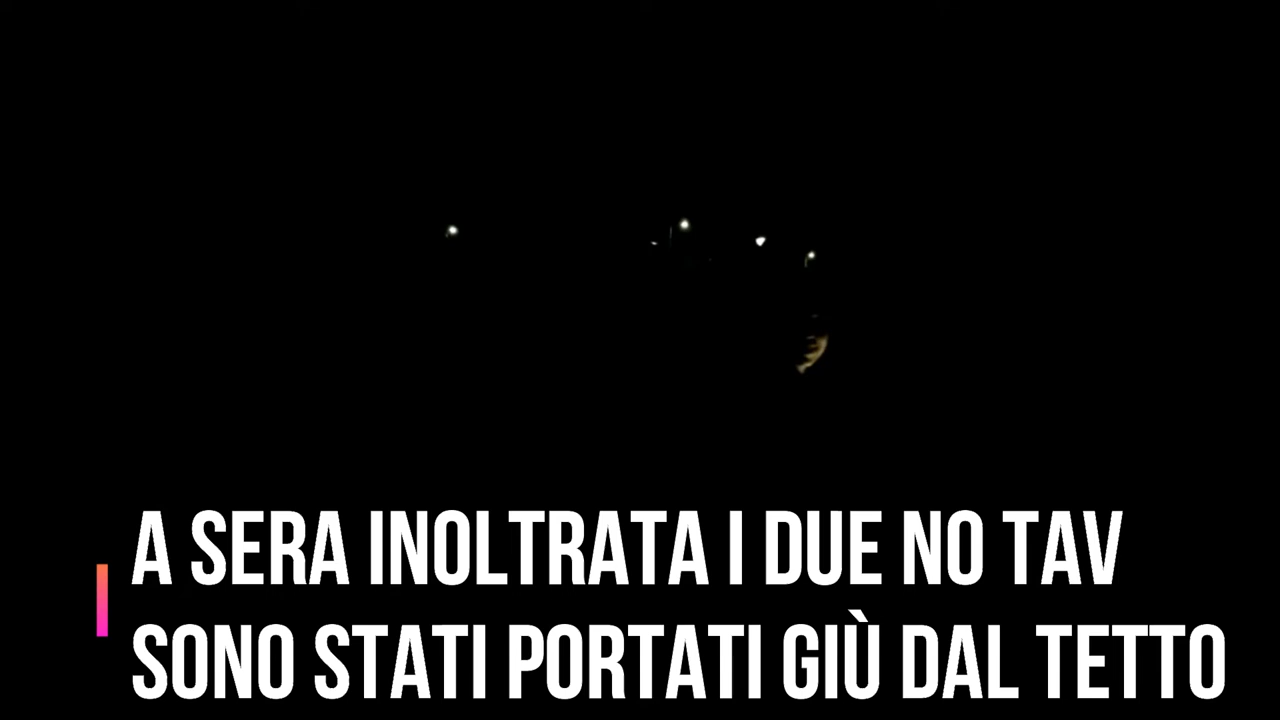 A SERA INOLTRATA I DUE NO TAV
SONO STATI PORTATI GIÙ DAL TETTO